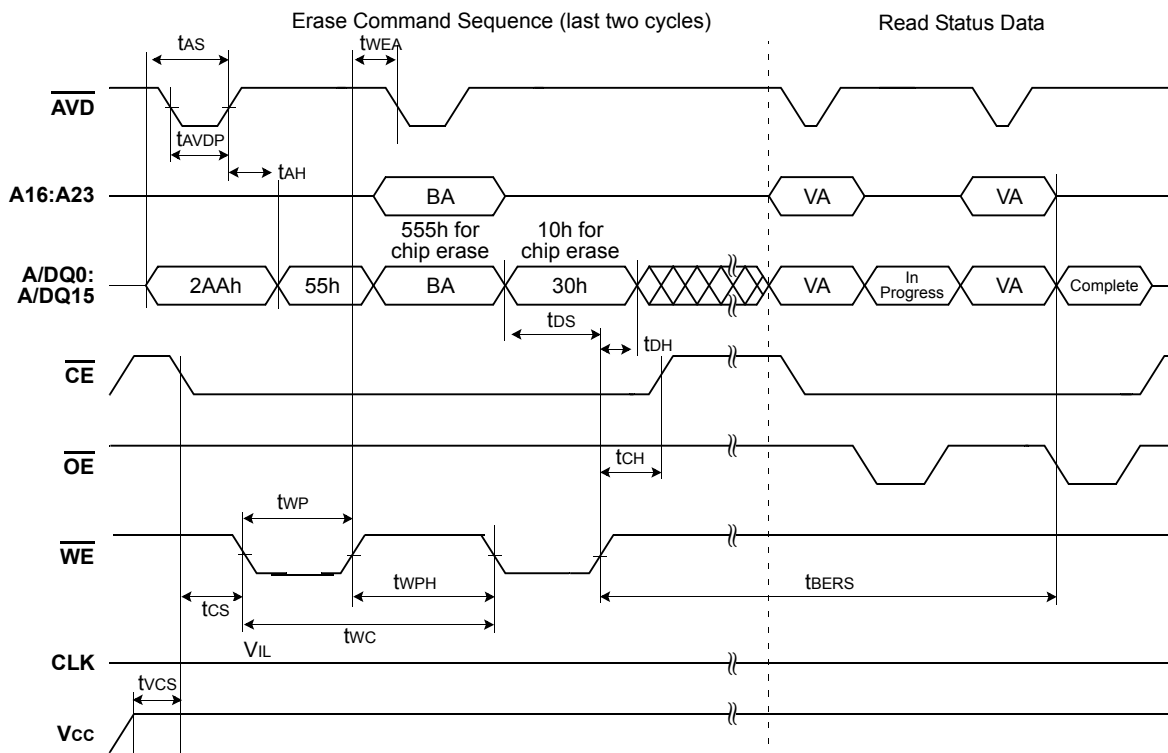 Erase Command Sequence (last two cycles)
Read Status Data
tAS
tWEA
AVD
tAVDP
tAH
A16:A23
BA
VA
VA
555h for
chip erase
10h for
chip erase
A/DQ0:
A/DQ15
2AAh
55h
BA
30h
VA
In
Progress
VA
Complete
tDS
tDH
CE
OE
tCH
tWP
WE
tWPH
tBERS
tCS
tWC
VIL
CLK
tVCS
Vcc